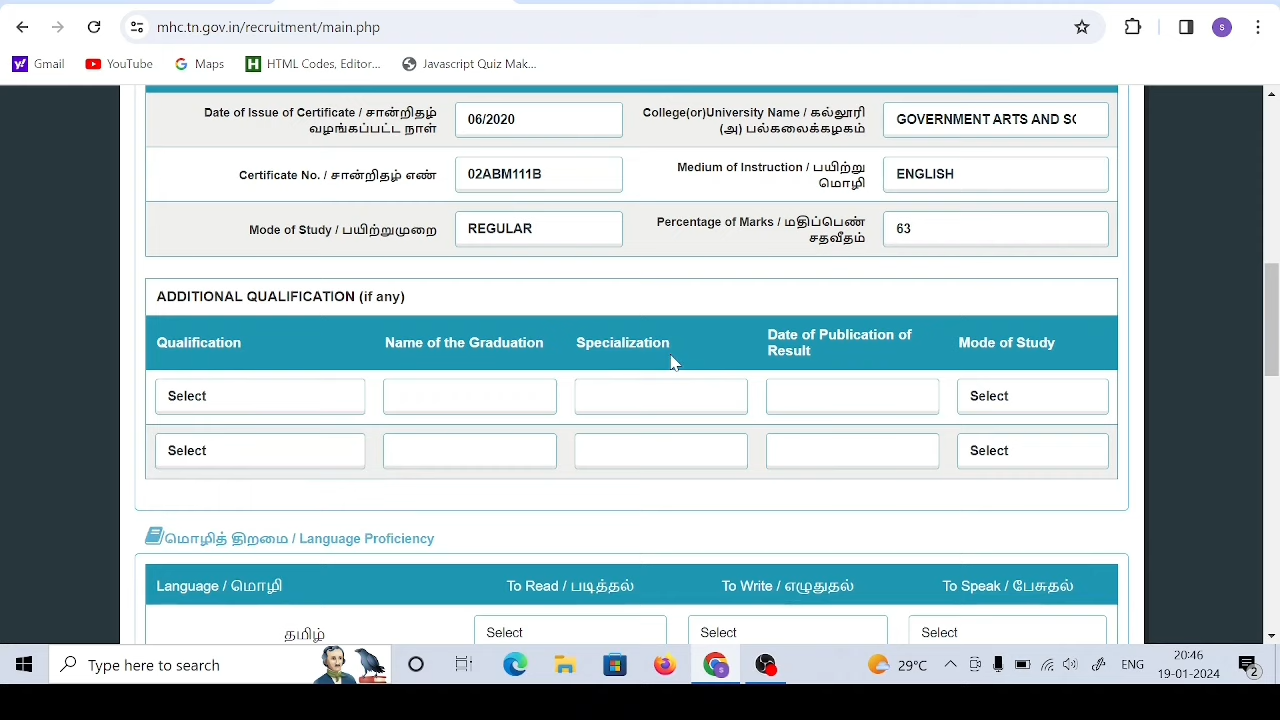 mhc.tn.gov.in/recruitment/main.php
S
Gmail YouTube Maps HTML Codes, Editor... Javascript Quiz Mak...
Date of Issue of Certificate / சான்றிதழ்
வழங்கப்பட்ட நாள்
06/2020
College(or)University Name / கல்லூரி
(அ) பல்கலைக்கழகம்
GOVERNMENT ARTS AND SC
Certificate No. / சான்றிதழ் எண்
02ABM111B
Medium of Instruction / பயிற்று
மொழி
ENGLISH
Mode of Study / பயிற்றுமுறை
REGULAR
Percentage of Marks / மதிப்பெண்
சதவீதம்
63
ADDITIONAL QUALIFICATION (if any)
Qualification Name of the Graduation Specialization Date of Publication of
Result Mode of Study
Select Select
Select Select
மொழித் திறமை / Language Proficiency
Language / மொழி To Read / படித்தல் To Write / எழுதுதல் To Speak / பேசுதல்
தமிழ் Select Select Select
Type here to search
29°C ENG
20:46
19-01-2024
2